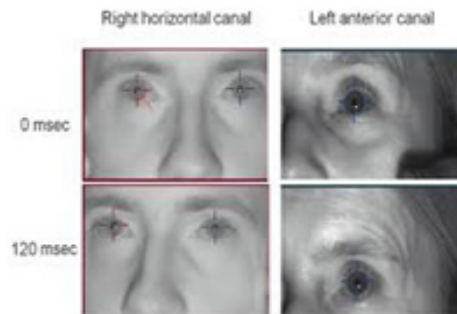 Right horizontal canal
Left anterior canal
0 msec
120 msec